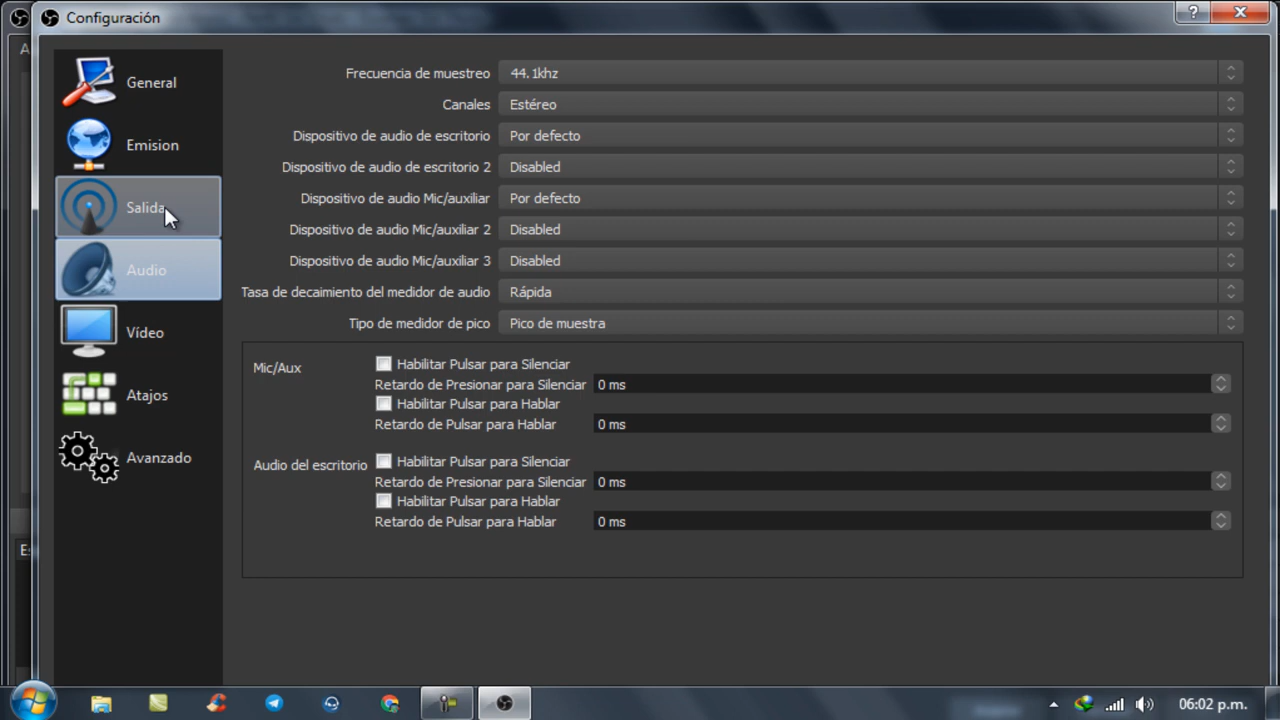 Configuración
A
General
Emision
Salida
Audio
Vídeo
Atajos
Avanzado
Frecuencia de muestreo 44.1khz
Canales Estéreo
Dispositivo de audio de escritorio Por defecto
Dispositivo de audio de escritorio 2 Disabled
Dispositivo de audio Mic/auxiliar Por defecto
Dispositivo de audio Mic/auxiliar 2 Disabled
Dispositivo de audio Mic/auxiliar 3 Disabled
Tasa de decaimiento del medidor de audio Rápida
Tipo de medidor de pico Pico de muestra
Mic/Aux
Habilitar Pulsar para Silenciar
Retardo de Presionar para Silenciar 0 ms
Habilitar Pulsar para Hablar
Retardo de Pulsar para Hablar 0 ms
Audio del escritorio
Habilitar Pulsar para Silenciar
Retardo de Presionar para Silenciar 0 ms
Habilitar Pulsar para Hablar
Retardo de Pulsar para Hablar 0 ms
Es
06:02 p.m.